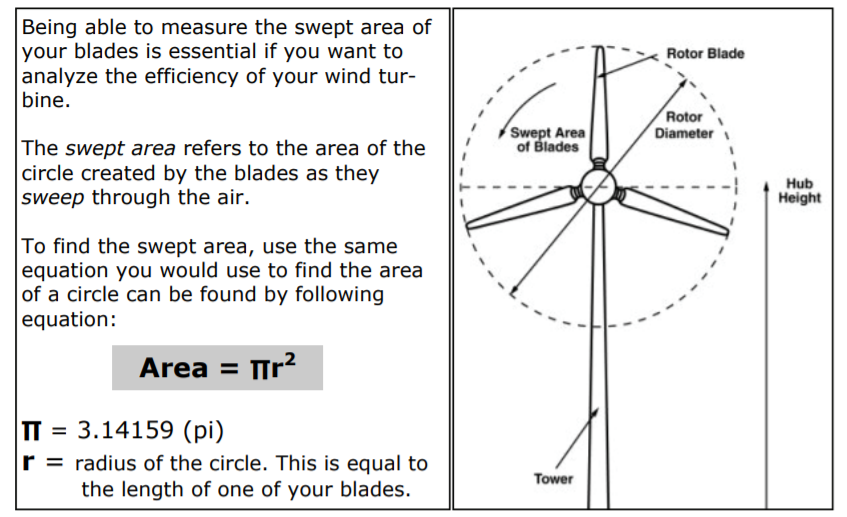 Being able to measure the swept area of
your blades is essential if you want to
analyze the efficiency of your wind tur-
bine.
The swept area refers to the area of the
circle created by the blades as they
sweep through the air.
To find the swept area, use the same
equation you would use to find the area
of a circle can be found by following
equation:
Area = πr²
π = 3.14159 (pi)
r = radius of the circle. This is equal to
the length of one of your blades.
Rotor Blade
Rotor
Diameter
Swept Area
of Blades
Hub
Height
Tower